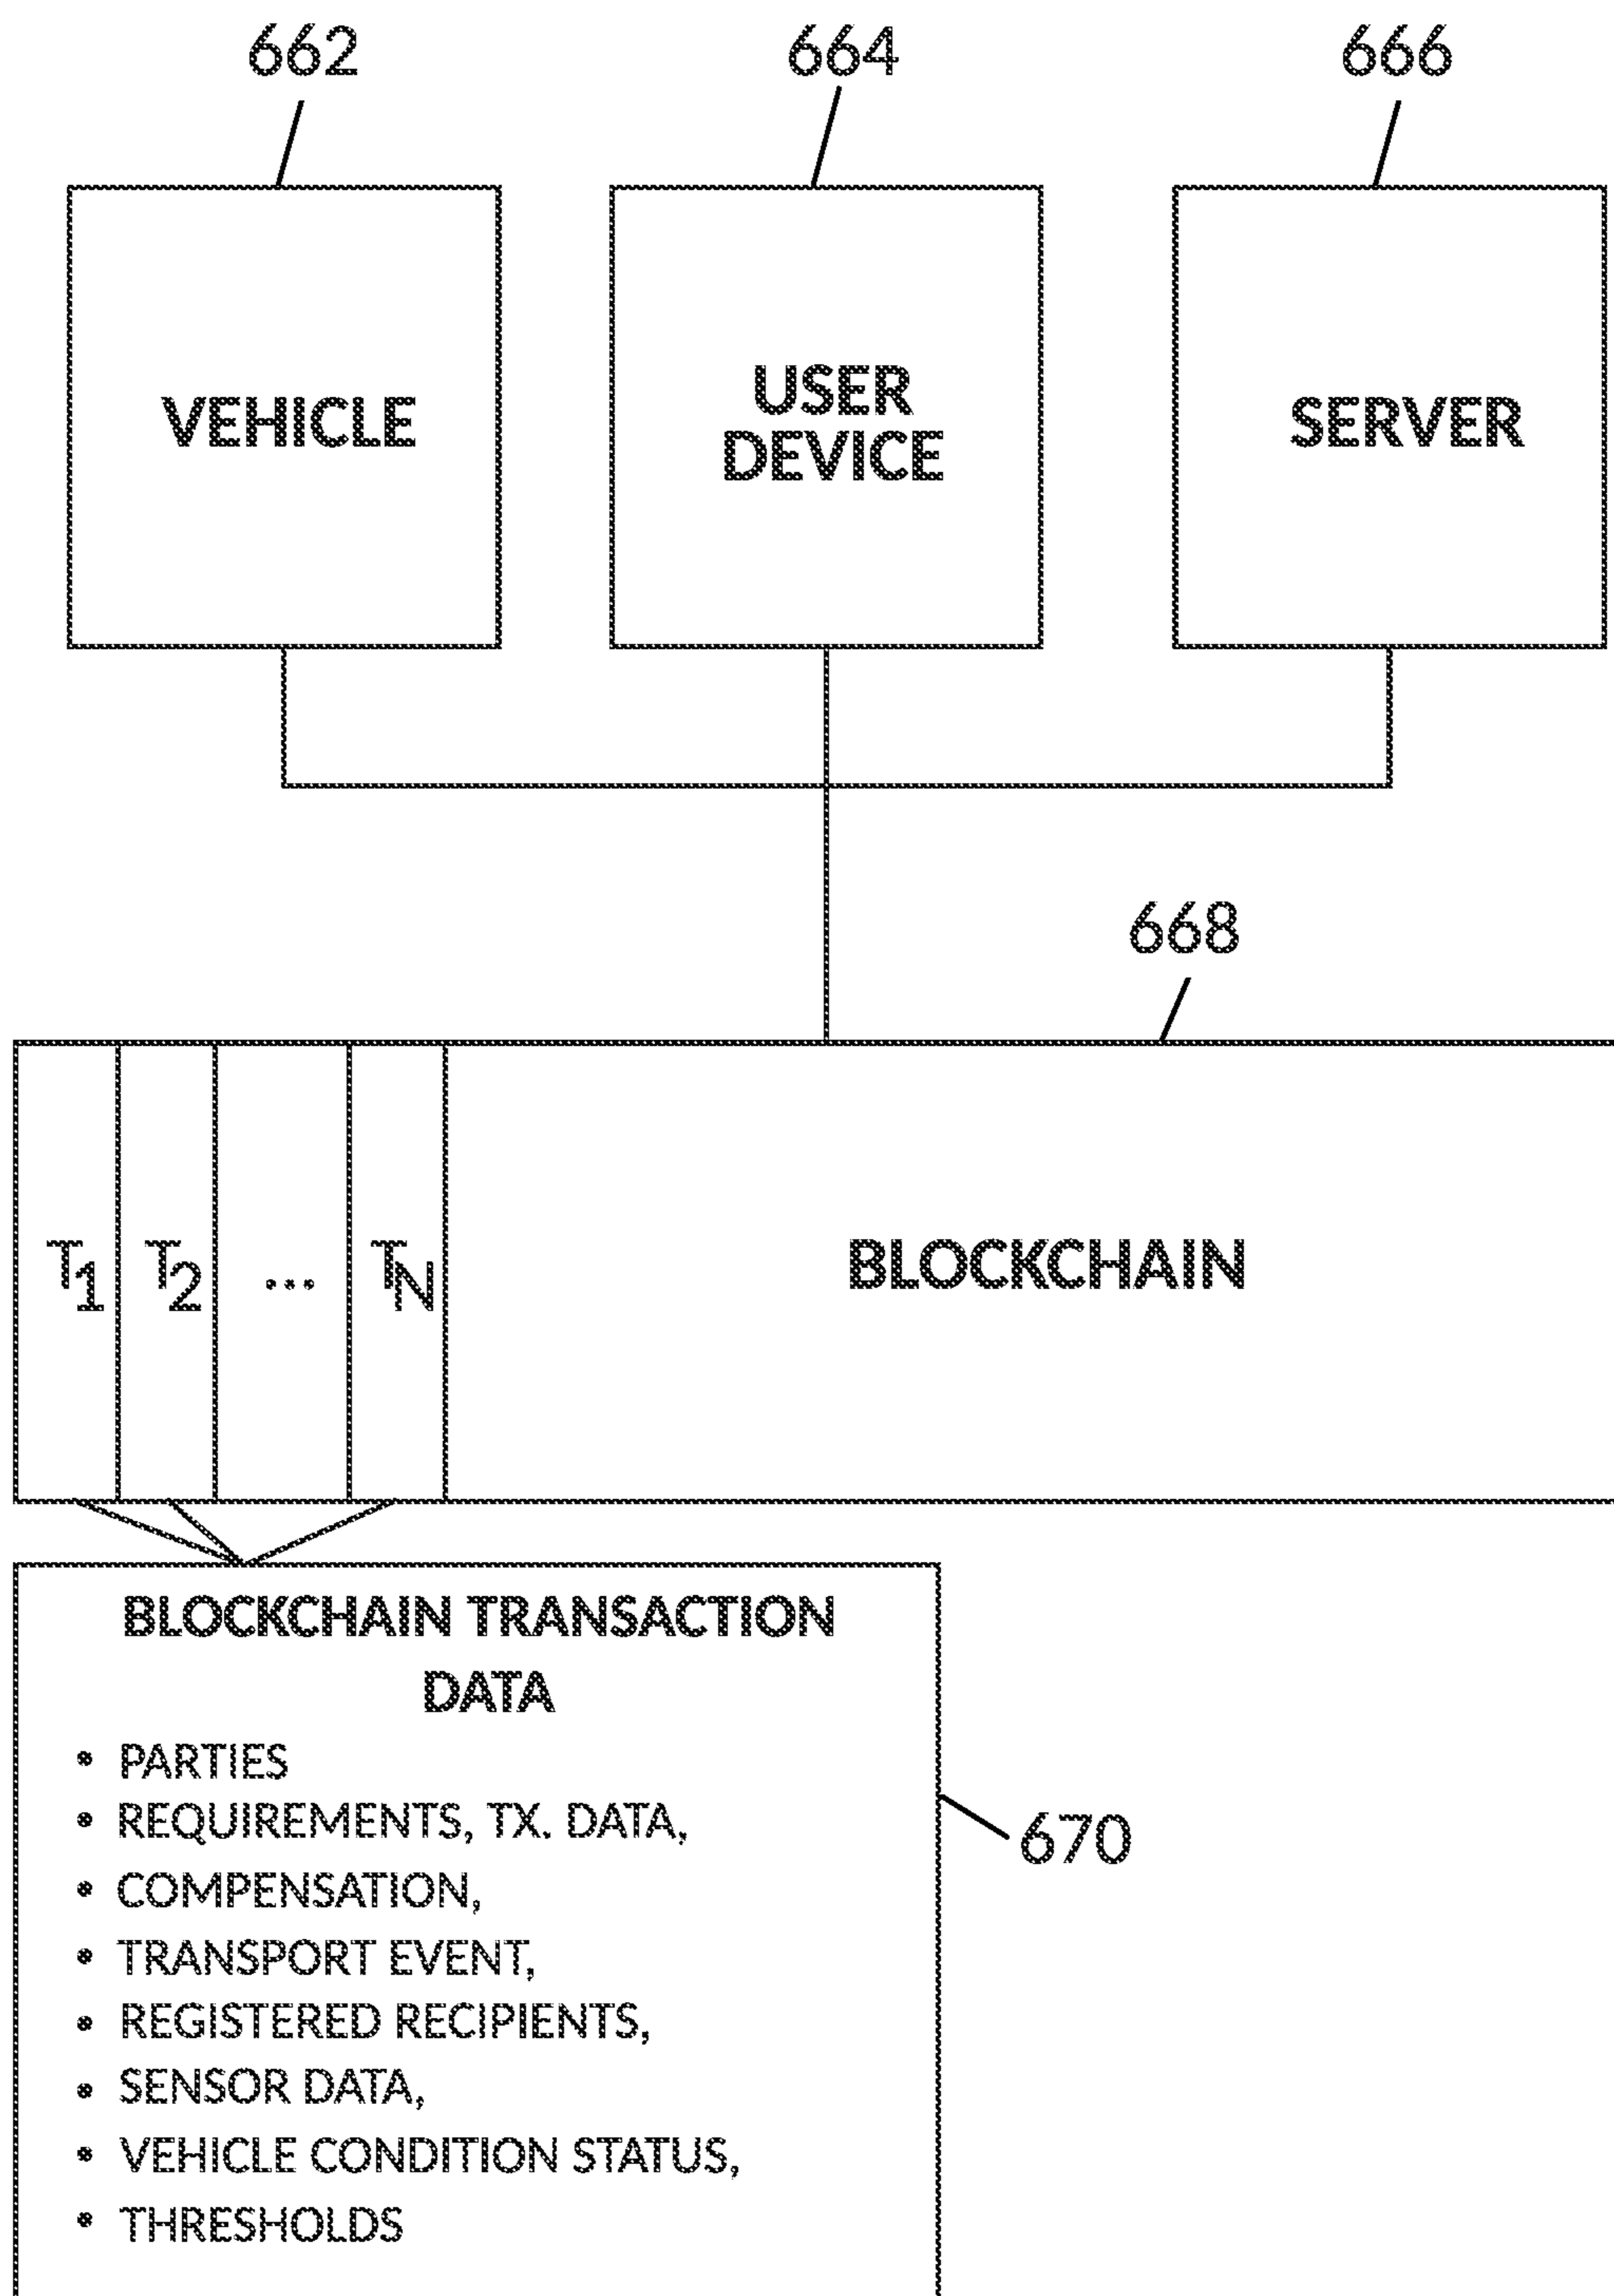 662 664 666
VEHICLE
USER
DEVICE
SERVER
668
T1 T2 ... TN
BLOCKCHAIN
BLOCKCHAIN TRANSACTION
DATA
• PARTIES
• REQUIREMENTS, TX. DATA,
• COMPENSATION,
• TRANSPORT EVENT,
• REGISTERED RECIPIENTS,
• SENSOR DATA,
• VEHICLE CONDITION STATUS,
• THRESHOLDS
670